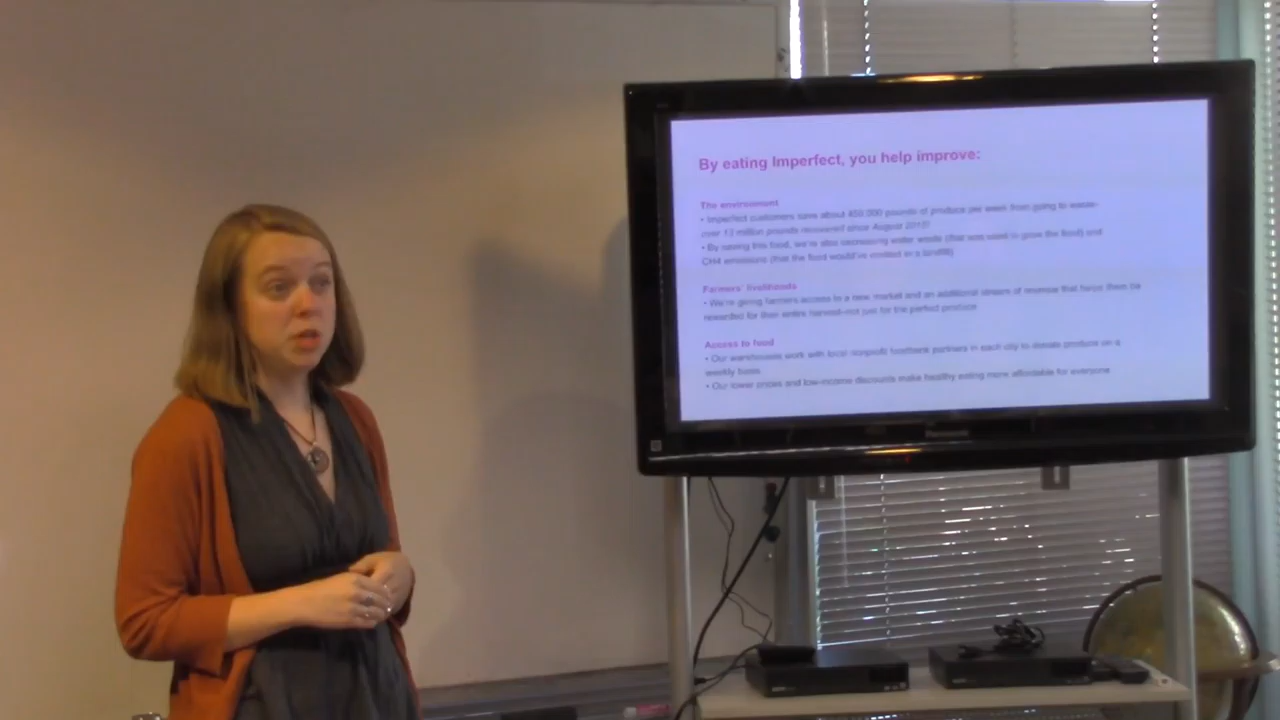 By eating Imperfect, you help improve:
The environment
• Imperfect customers save about 450,000 pounds of produce per week from going to waste-
over 13 million pounds recovered since August 2015!
• By saving this food, we're also decreasing water waste (that was used to grow the food) and
CH4 emissions (that the food would've emitted in a landfill)
Farmers' livelihoods
• We're giving farmers access to a new market and an additional stream of revenue that helps them be
rewarded for their entire harvest–not just for the perfect produce
Access to food
• Our warehouses work with local nonprofit foodbank partners in each city to donate produce on a
weekly basis
• Our lower prices and low-income discounts make healthy eating more affordable for everyone
Panasonic